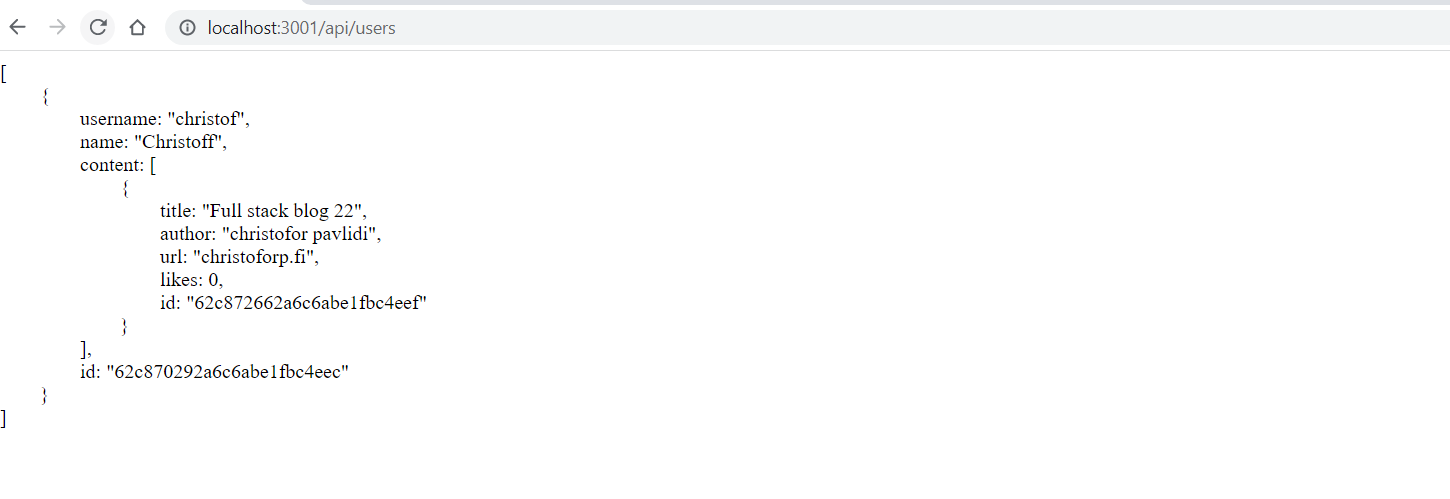 localhost:3001/api/users
[
{
username: "christof",
name: "Christoff",
content: [
{
title: "Full stack blog 22",
author: "christofor pavlidi",
url: "christoforp.fi",
likes: 0,
id: "62c872662a6c6abe1fbc4eef"
}
],
id: "62c870292a6c6abe1fbc4eec"
}
]